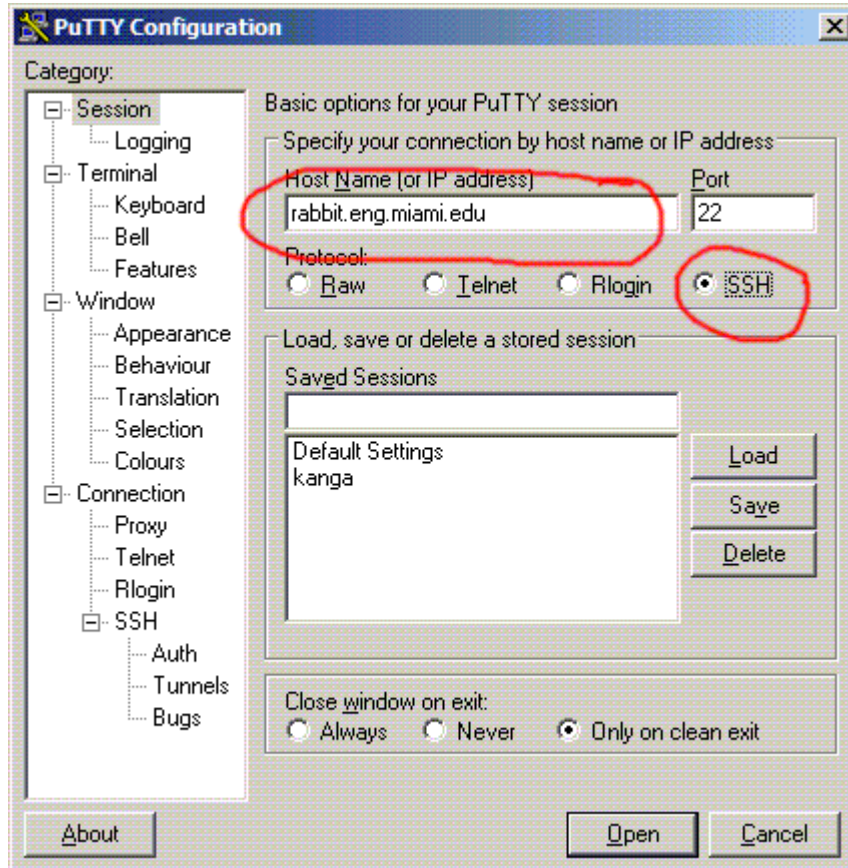 PuTTY Configuration
Category:
Session
Logging
Terminal
Keyboard
Bell
Features
Window
Appearance
Behaviour
Translation
Selection
Colours
Connection
Proxy
Telnet
Rlogin
SSH
Auth
Tunnels
Bugs
Basic options for your PuTTY session
Specify your connection by host name or IP address
Host Name (or IP address) Port
rabbit.eng.miami.edu 22
Protocol:
Raw Telnet Rlogin SSH
Load, save or delete a stored session
Saved Sessions
Default Settings
kanga
Load
Save
Delete
Close window on exit:
Always Never Only on clean exit
About Open Cancel